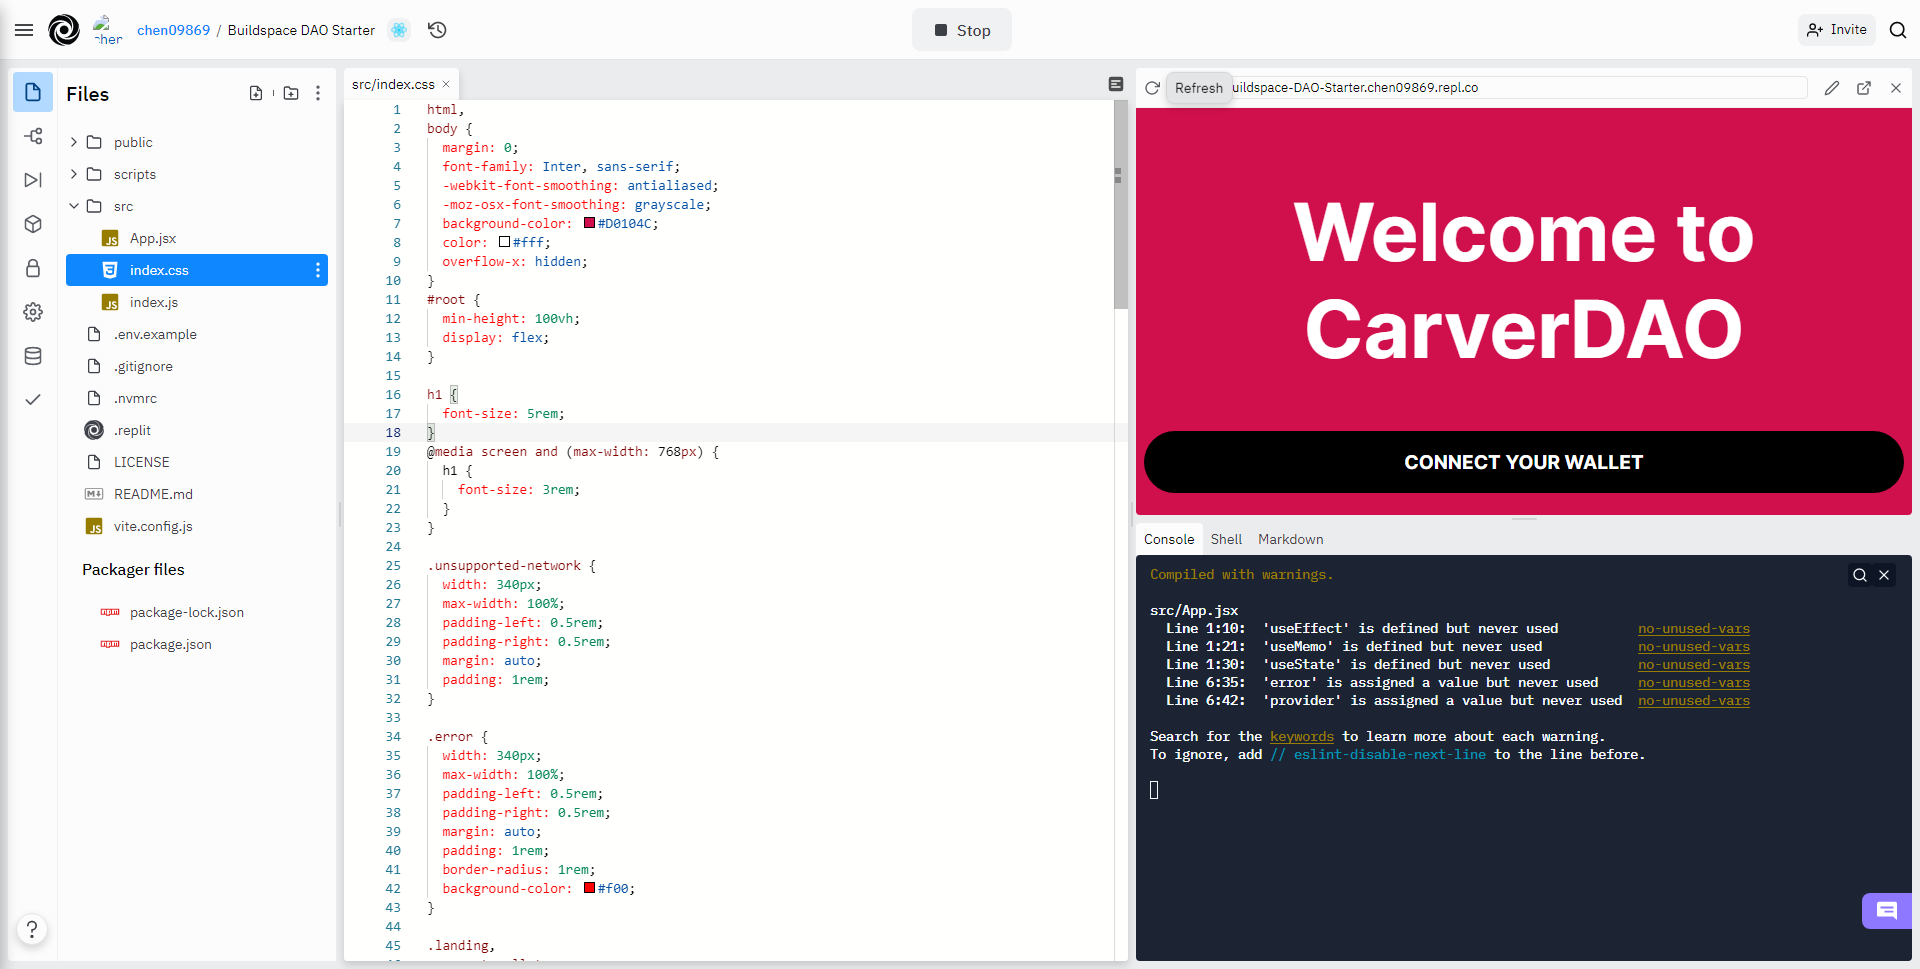 chen09869 / Buildspace DAO Starter
Stop
Invite
Files
public
scripts
src
App.jsx
index.css
index.js
.env.example
.gitignore
.nvmrc
.replit
LICENSE
README.md
vite.config.js
Packager files
package-lock.json
package.json
src/index.css
1 html,
2 body {
3 margin: 0;
4 font-family: Inter, sans-serif;
5 -webkit-font-smoothing: antialiased;
6 -moz-osx-font-smoothing: grayscale;
7 background-color: #D0104C;
8 color: #fff;
9 overflow-x: hidden;
10 }
11 #root {
12 min-height: 100vh;
13 display: flex;
14 }
15
16 h1 {
17 font-size: 5rem;
18 }
19 @media screen and (max-width: 768px) {
20 h1 {
21 font-size: 3rem;
22 }
23 }
24
25 .unsupported-network {
26 width: 340px;
27 max-width: 100%;
28 padding-left: 0.5rem;
29 padding-right: 0.5rem;
30 margin: auto;
31 padding: 1rem;
32 }
33
34 .error {
35 width: 340px;
36 max-width: 100%;
37 padding-left: 0.5rem;
38 padding-right: 0.5rem;
39 margin: auto;
40 padding: 1rem;
41 border-radius: 1rem;
42 background-color: #f00;
43 }
44
45 .landing,
Refresh
uildspace-DAO-Starter.chen09869.repl.co
Welcome to
CarverDAO
CONNECT YOUR WALLET
Console Shell Markdown
Compiled with warnings.
src/App.jsx
Line 1:10: 'useEffect' is defined but never used no-unused-vars
Line 1:21: 'useMemo' is defined but never used no-unused-vars
Line 1:30: 'useState' is defined but never used no-unused-vars
Line 6:35: 'error' is assigned a value but never used no-unused-vars
Line 6:42: 'provider' is assigned a value but never used no-unused-vars
Search for the keywords to learn more about each warning.
To ignore, add // eslint-disable-next-line to the line before.